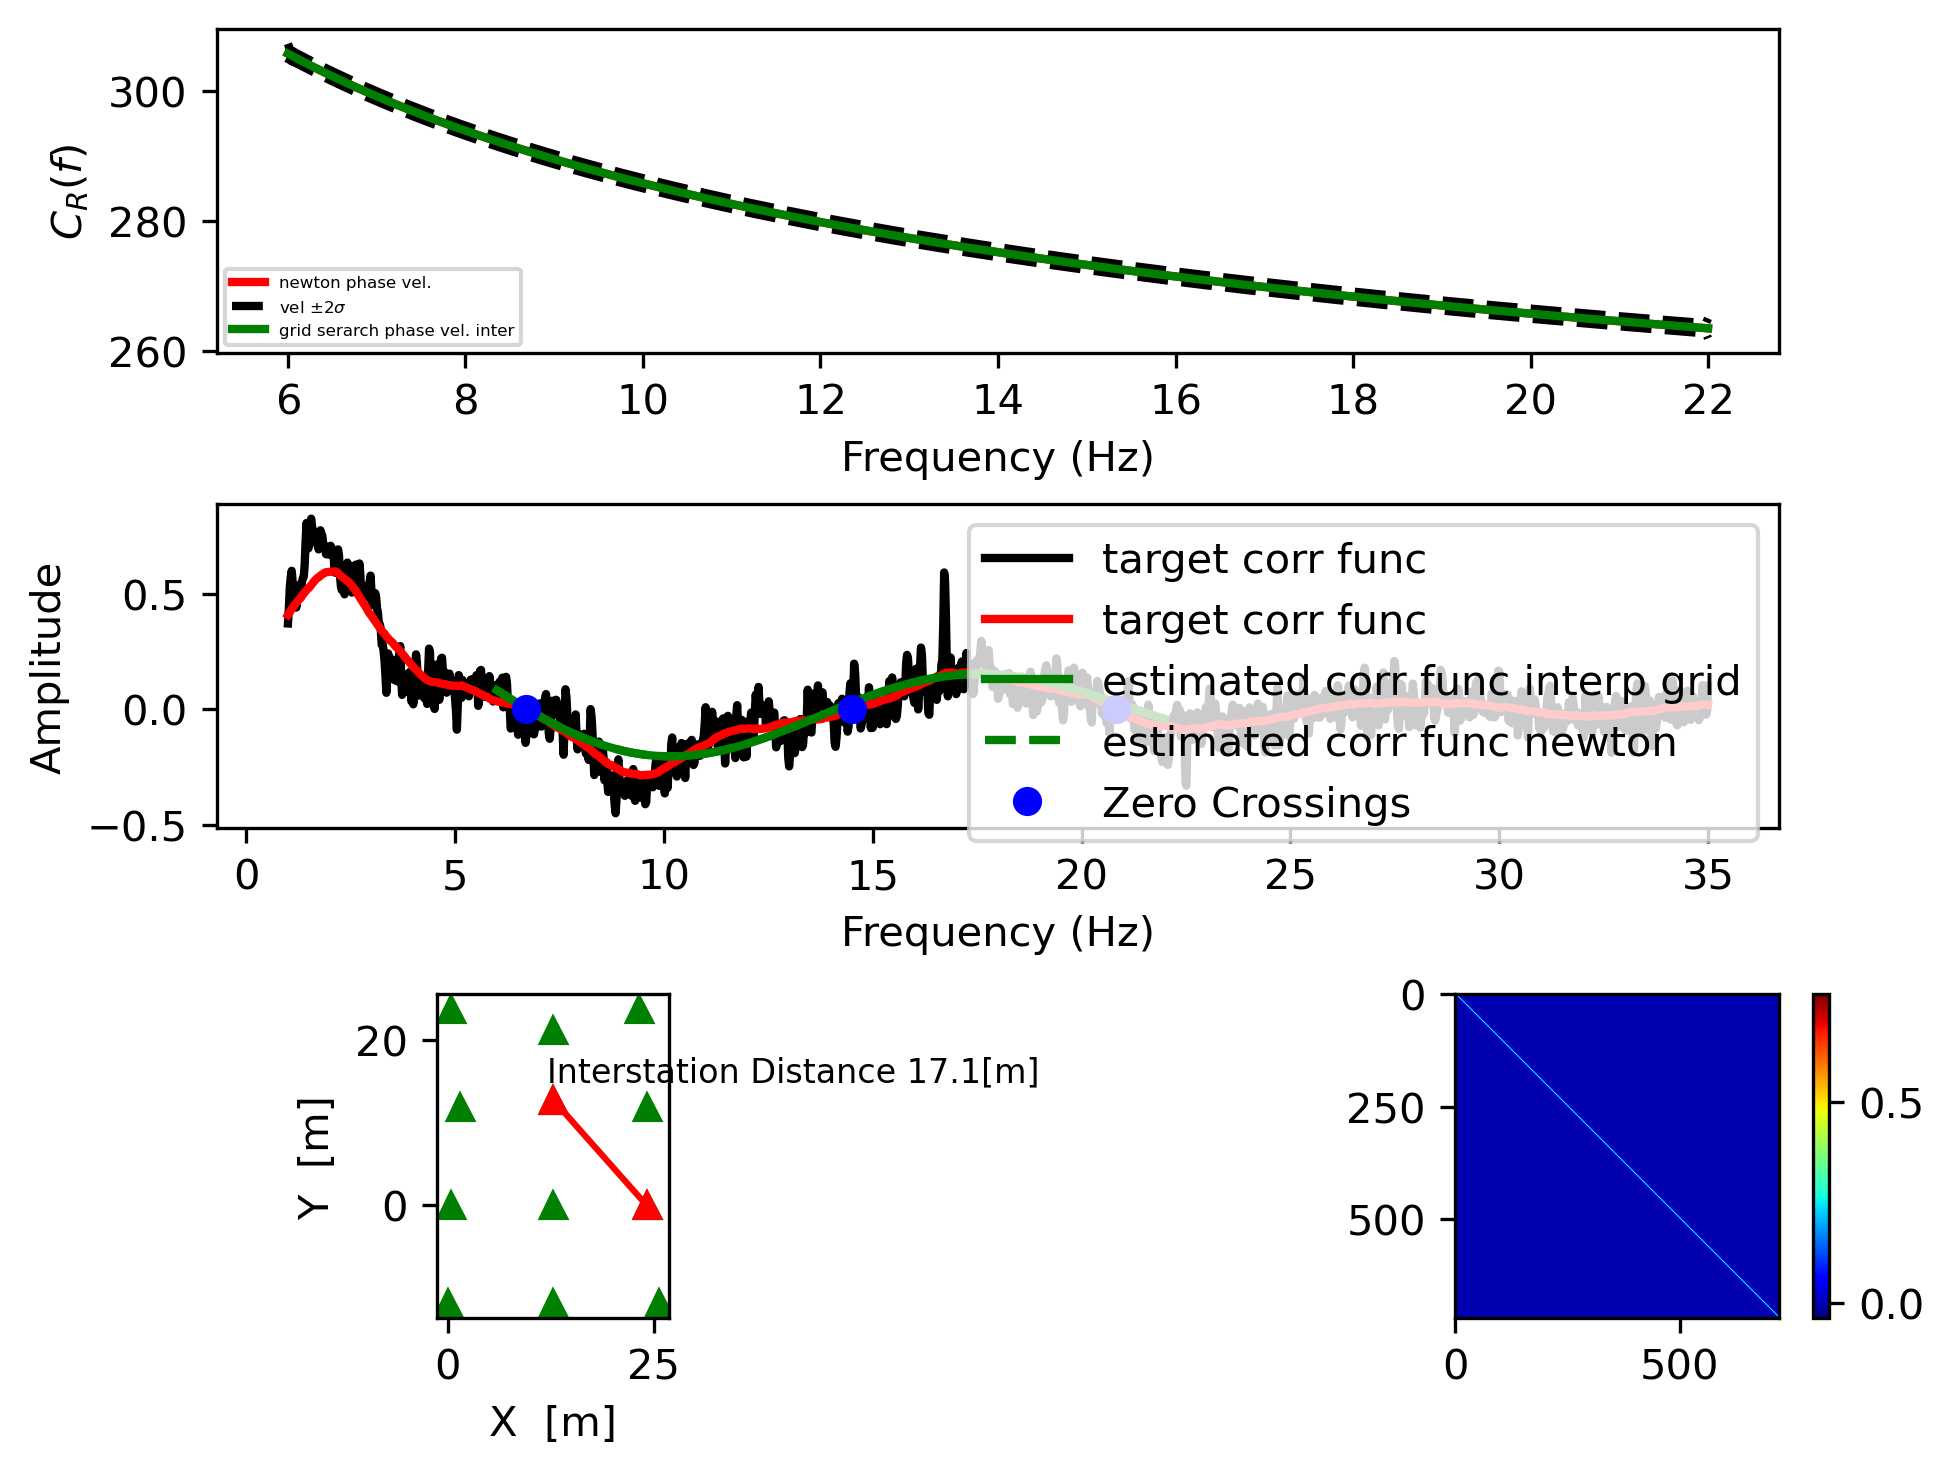 300
280
260
C_R(f)
newton phase vel.
vel ±2σ
grid serarch phase vel. inter
6 8 10 12 14 16 18 20 22
Frequency (Hz)
Amplitude
0.5
0.0
−0.5
target corr func
target corr func
estimated corr func interp grid
estimated corr func newton
Zero Crossings
0 5 10 15 20 25 30 35
Frequency (Hz)
Y [m]
20
0
Interstation Distance 17.1[m]
0 25
X [m]
0
250
500
0 500
0.5
0.0